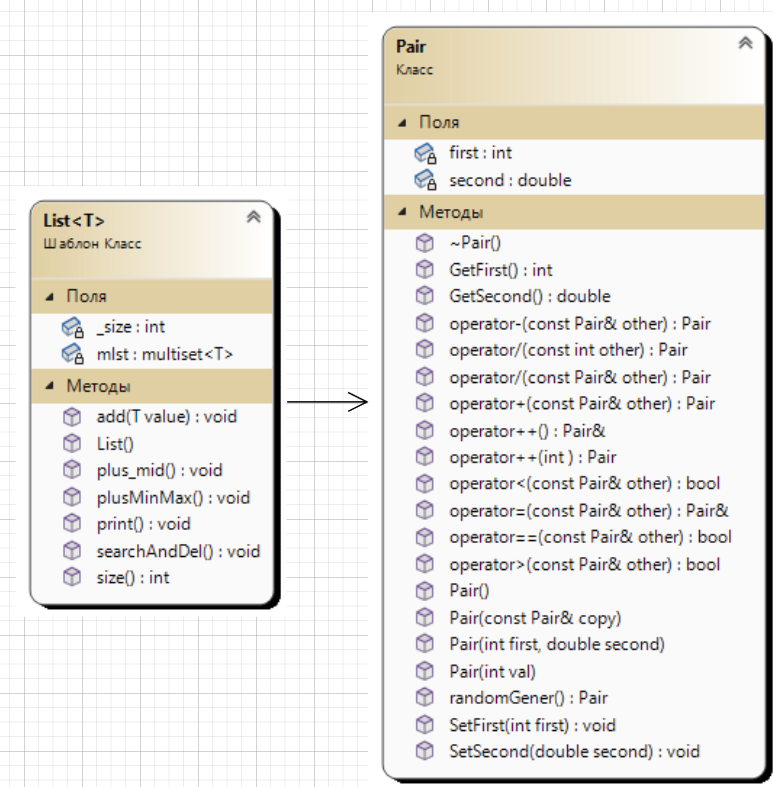 List<T>
Шаблон Класс
Поля
_size : int
mlst : multiset<T>
Методы
add(T value) : void
List()
plus_mid() : void
plusMinMax() : void
print() : void
searchAndDel() : void
size() : int
Pair
Класс
Поля
first : int
second : double
Методы
~Pair()
GetFirst() : int
GetSecond() : double
operator-(const Pair& other) : Pair
operator/(const int other) : Pair
operator/(const Pair& other) : Pair
operator+(const Pair& other) : Pair
operator++() : Pair&
operator++(int ) : Pair
operator<(const Pair& other) : bool
operator=(const Pair& other) : Pair&
operator==(const Pair& other) : bool
operator>(const Pair& other) : bool
Pair()
Pair(const Pair& copy)
Pair(int first, double second)
Pair(int val)
randomGener() : Pair
SetFirst(int first) : void
SetSecond(double second) : void